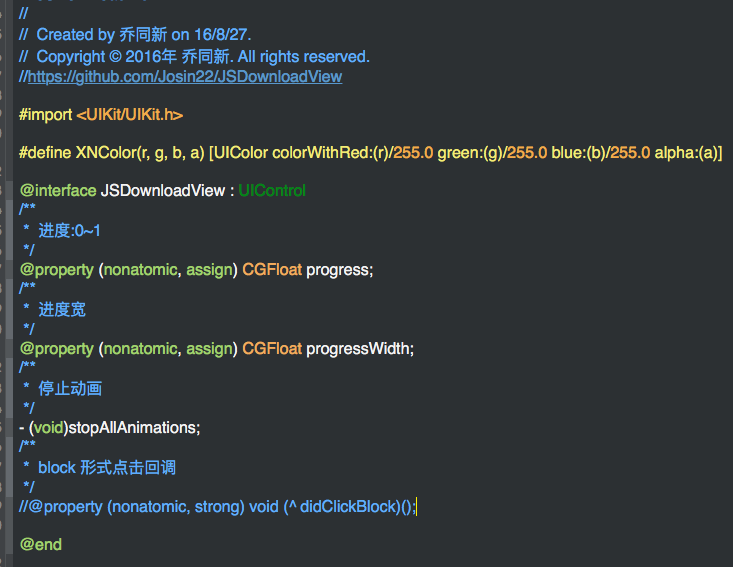 //
//  Created by 乔同新 on 16/8/27.
//  Copyright © 2016年 乔同新. All rights reserved.
//https://github.com/Josin22/JSDownloadView
#import <UIKit/UIKit.h>
#define XNColor(r, g, b, a) [UIColor colorWithRed:(r)/255.0 green:(g)/255.0 blue:(b)/255.0 alpha:(a)]
@interface JSDownloadView : UIControl
/**
 *  进度:0~1
 */
@property (nonatomic, assign) CGFloat progress;
/**
 *  进度宽
 */
@property (nonatomic, assign) CGFloat progressWidth;
/**
 *  停止动画
 */
- (void)stopAllAnimations;
/**
 *  block 形式点击回调
 */
//@property (nonatomic, strong) void (^ didClickBlock)();
@end